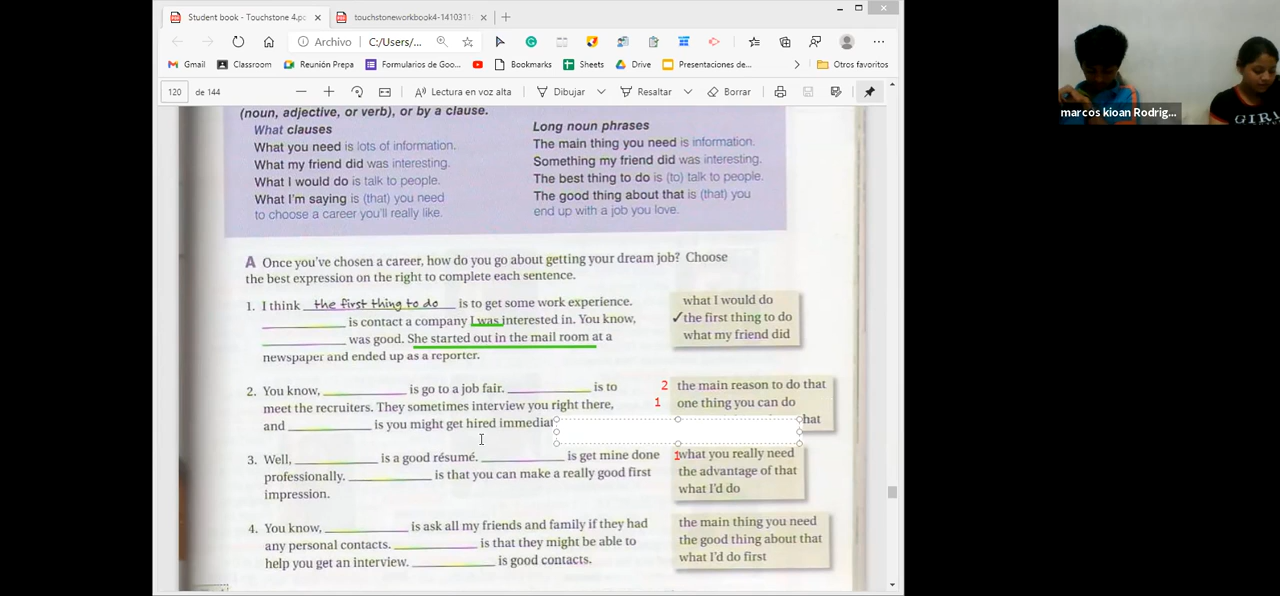 Student book - Touchstone 4.pc
touchstoneworkbook4-1410311
Archivo
C:/Users/...
Gmail
Classroom
Reunión Prepa
Formularios de Goo...
Bookmarks
Sheets
Drive
Presentaciones de...
Otros favoritos
120 de 144
Lectura en voz alta
Dibujar
Resaltar
Borrar
marcos kioan Rodrig...
(noun, adjective, or verb), or by a clause.
What clauses
What you need is lots of information.
What my friend did was interesting.
What I would do is talk to people.
What I'm saying is (that) you need
to choose a career you'll really like.
Long noun phrases
The main thing you need is information.
Something my friend did was interesting.
The best thing to do is (to) talk to people.
The good thing about that is (that) you
end up with a job you love.
A Once you've chosen a career, how do you go about getting your dream job? Choose
the best expression on the right to complete each sentence.
1. I think the first thing to do is to get some work experience.
is contact a company I was interested in. You know,
was good. She started out in the mail room at a
newspaper and ended up as a reporter.
what I would do
✓the first thing to do
what my friend did
2. You know, is go to a job fair. is to
meet the recruiters. They sometimes interview you right there,
and is you might get hired immediat
2 the main reason to do that
1 one thing you can do
hat
3. Well, is a good résumé. is get mine done
professionally. is that you can make a really good first
impression.
1 what you really need
the advantage of that
what I'd do
4. You know, is ask all my friends and family if they had
any personal contacts. is that they might be able to
help you get an interview. is good contacts.
the main thing you need
the good thing about that
what I'd do first